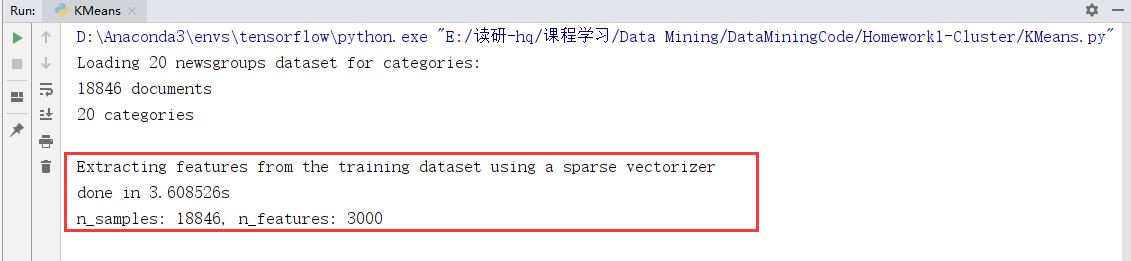 Run: KMeans
D:\Anaconda3\envs\tensorflow\python.exe "E:/读研-hq/课程学习/Data Mining/DataMiningCode/Homework1-Cluster/KMeans.py"
Loading 20 newsgroups dataset for categories:
18846 documents
20 categories
Extracting features from the training dataset using a sparse vectorizer
done in 3.608526s
n_samples: 18846, n_features: 3000